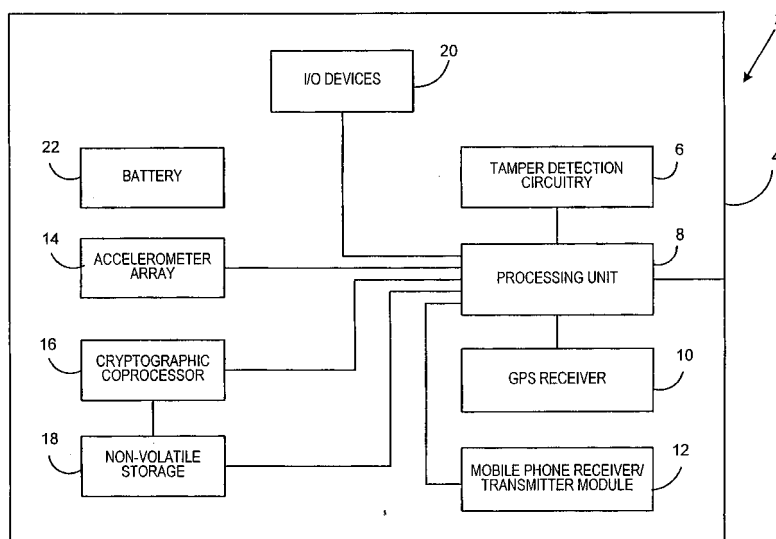 20
I/O DEVICES
22
BATTERY
6
TAMPER DETECTION
CIRCUITRY
4
14
ACCELEROMETER
ARRAY
8
PROCESSING UNIT
16
CRYPTOGRAPHIC
COPROCESSOR
10
GPS RECEIVER
18
NON-VOLATILE
STORAGE
12
MOBILE PHONE RECEIVER/
TRANSMITTER MODULE